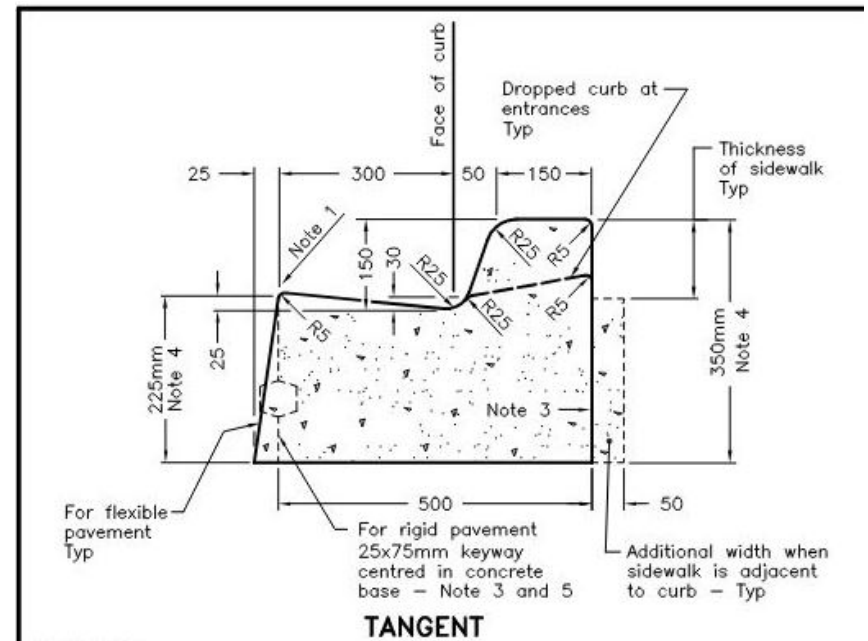 Face of curb
Dropped curb at
entrances
Typ
Thickness
of sidewalk
Typ
25
300
50
150
Note 1
150
30
R25
R25
R5
R5
R25
R5
25
225mm
Note 4
350mm
Note 4
Note 3
500
50
For flexible
pavement
Typ
For rigid pavement
25x75mm keyway
centred in concrete
base – Note 3 and 5
Additional width when
sidewalk is adjacent
to curb – Typ
TANGENT